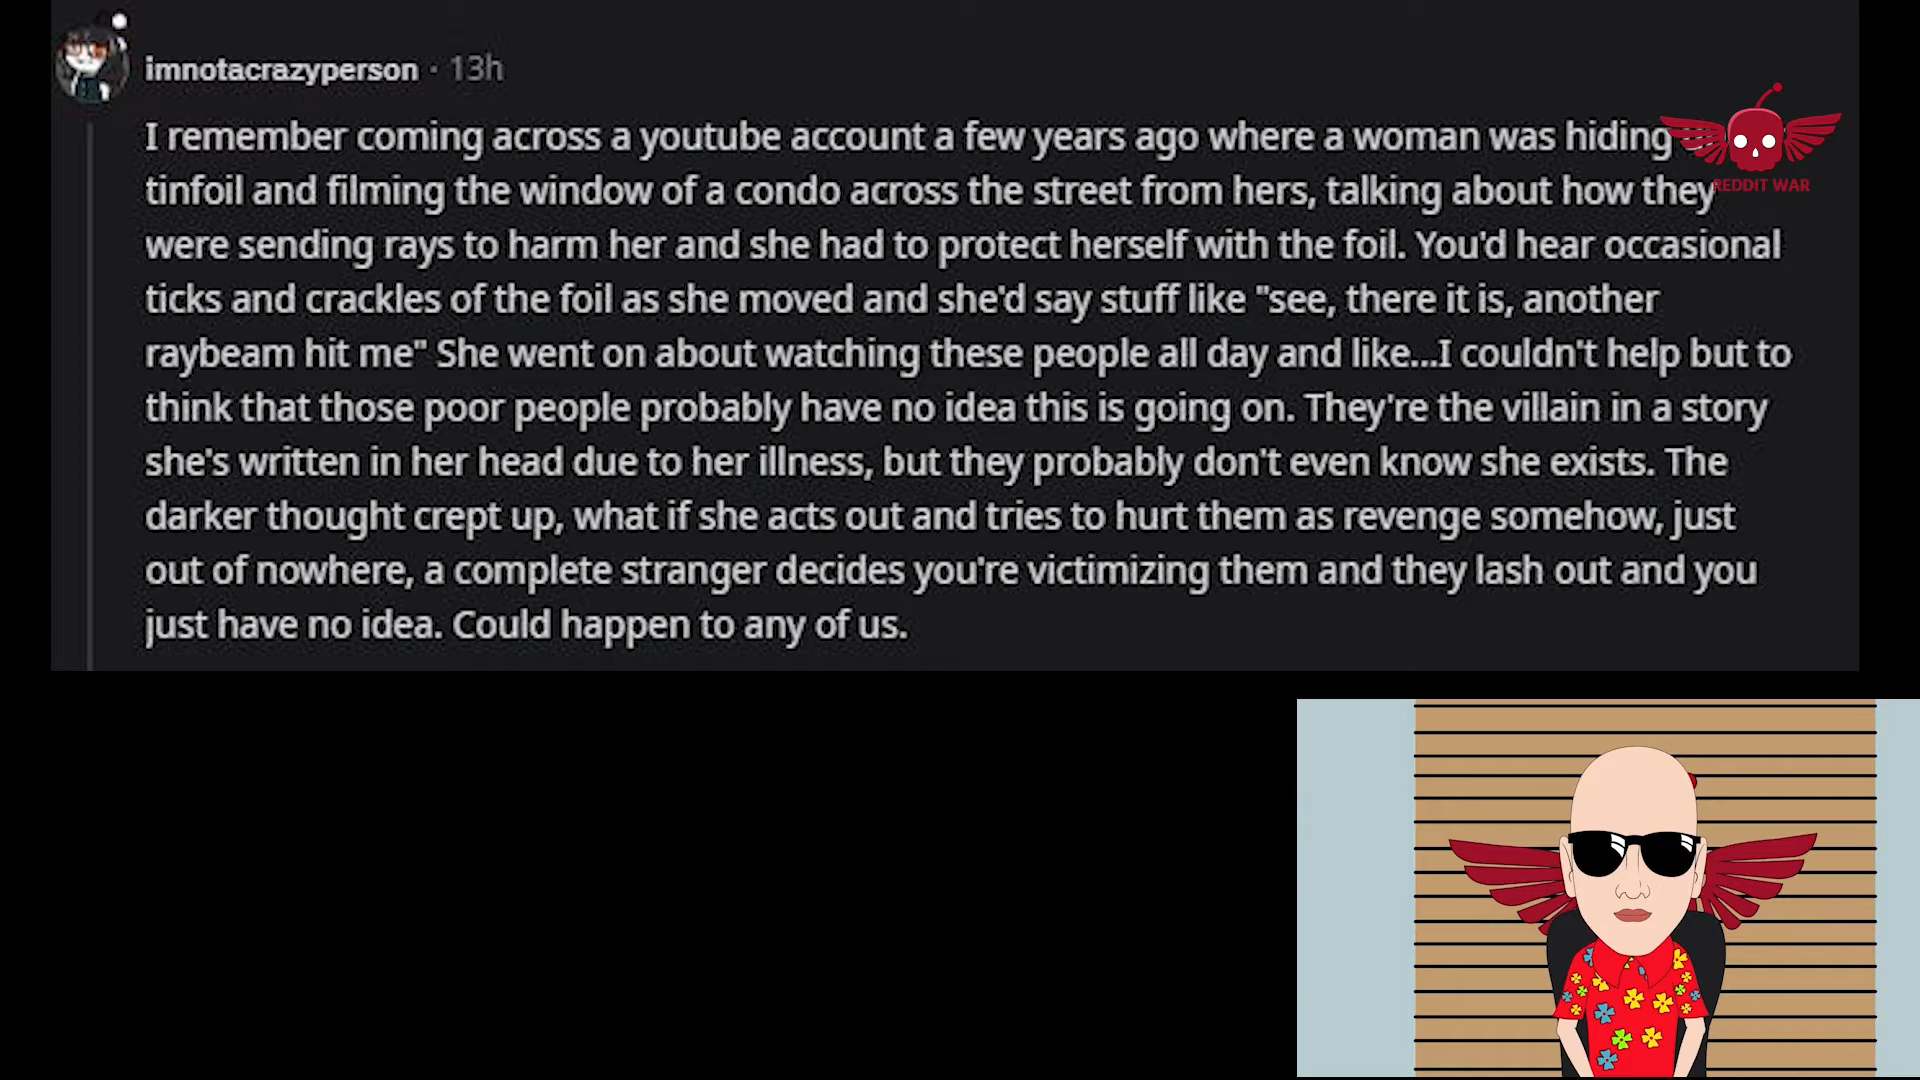 imnotacrazyperson · 13h
I remember coming across a youtube account a few years ago where a woman was hiding
tinfoil and filming the window of a condo across the street from hers, talking about how they
were sending rays to harm her and she had to protect herself with the foil. You'd hear occasional
ticks and crackles of the foil as she moved and she'd say stuff like "see, there it is, another
raybeam hit me" She went on about watching these people all day and like...I couldn't help but to
think that those poor people probably have no idea this is going on. They're the villain in a story
she's written in her head due to her illness, but they probably don't even know she exists. The
darker thought crept up, what if she acts out and tries to hurt them as revenge somehow, just
out of nowhere, a complete stranger decides you're victimizing them and they lash out and you
just have no idea. Could happen to any of us.
REDDIT WAR